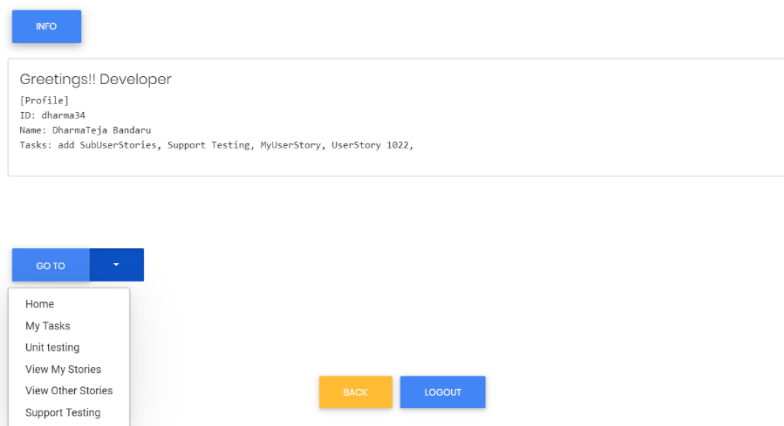 INFO
Greetings!! Developer
[Profile]
ID: dharma34
Name: DharmaTeja Bandaru
Tasks: add SubUserStories, Support Testing, MyUserStory, UserStory 1022,
GO TO
Home
My Tasks
Unit testing
View My Stories
View Other Stories
Support Testing
BACK LOGOUT